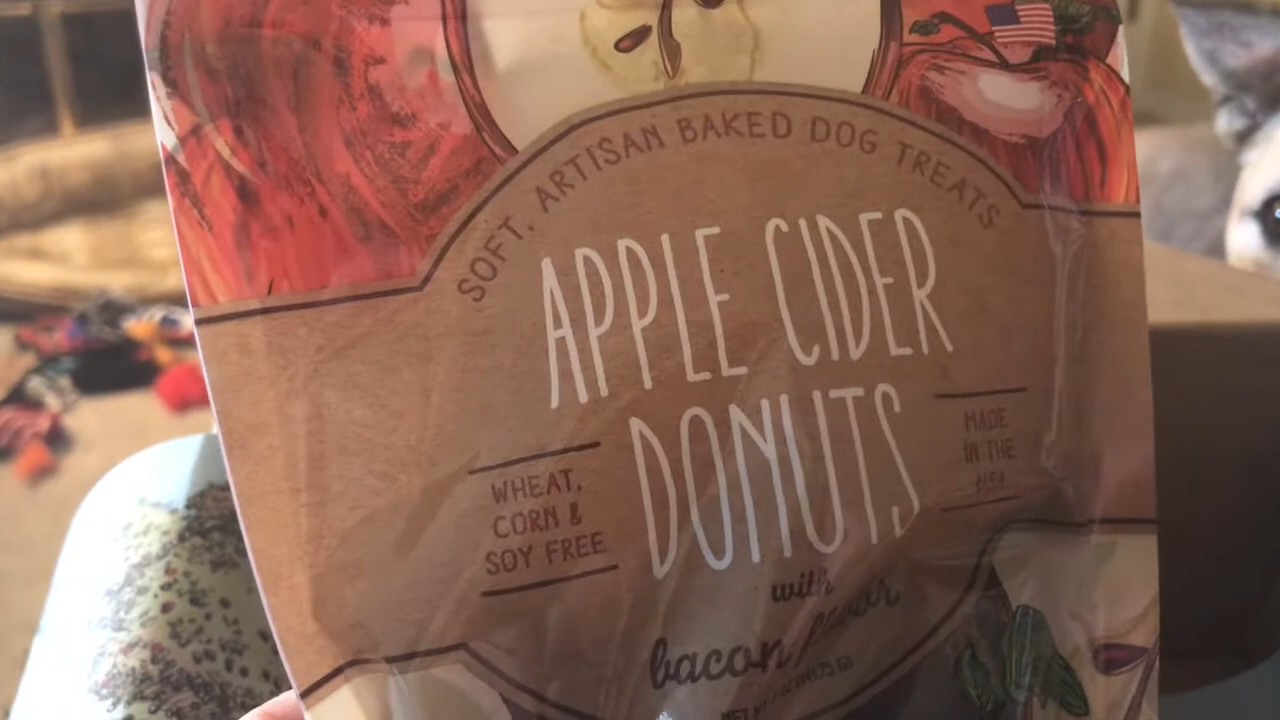 SOFT, ARTISAN BAKED DOG TREATS
APPLE CIDER
DONUTS
WHEAT,
CORN &
SOY FREE
MADE
IN THE
USA
with
bacon flavor